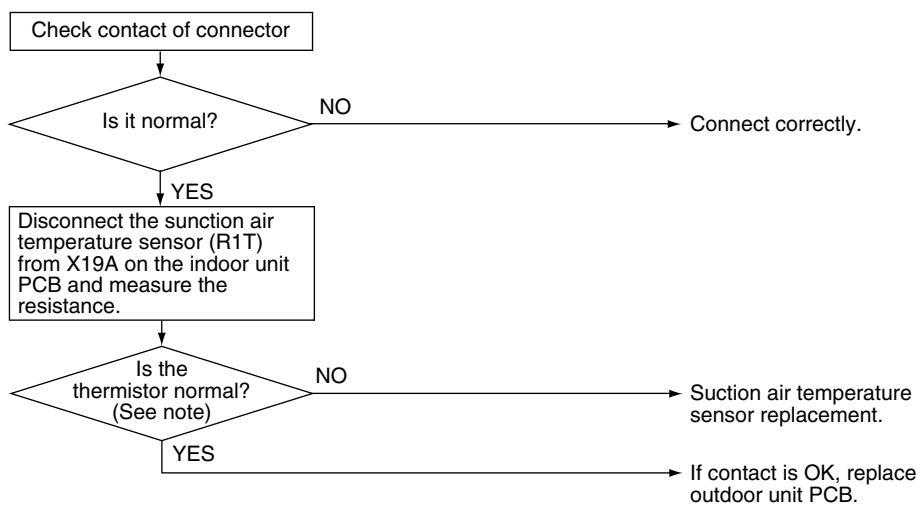 Check contact of connector
Is it normal?
NO
Connect correctly.
YES
Disconnect the sunction air
temperature sensor (R1T)
from X19A on the indoor unit
PCB and measure the
resistance.
Is the
thermistor normal?
(See note)
NO
Suction air temperature
sensor replacement.
YES
If contact is OK, replace
outdoor unit PCB.